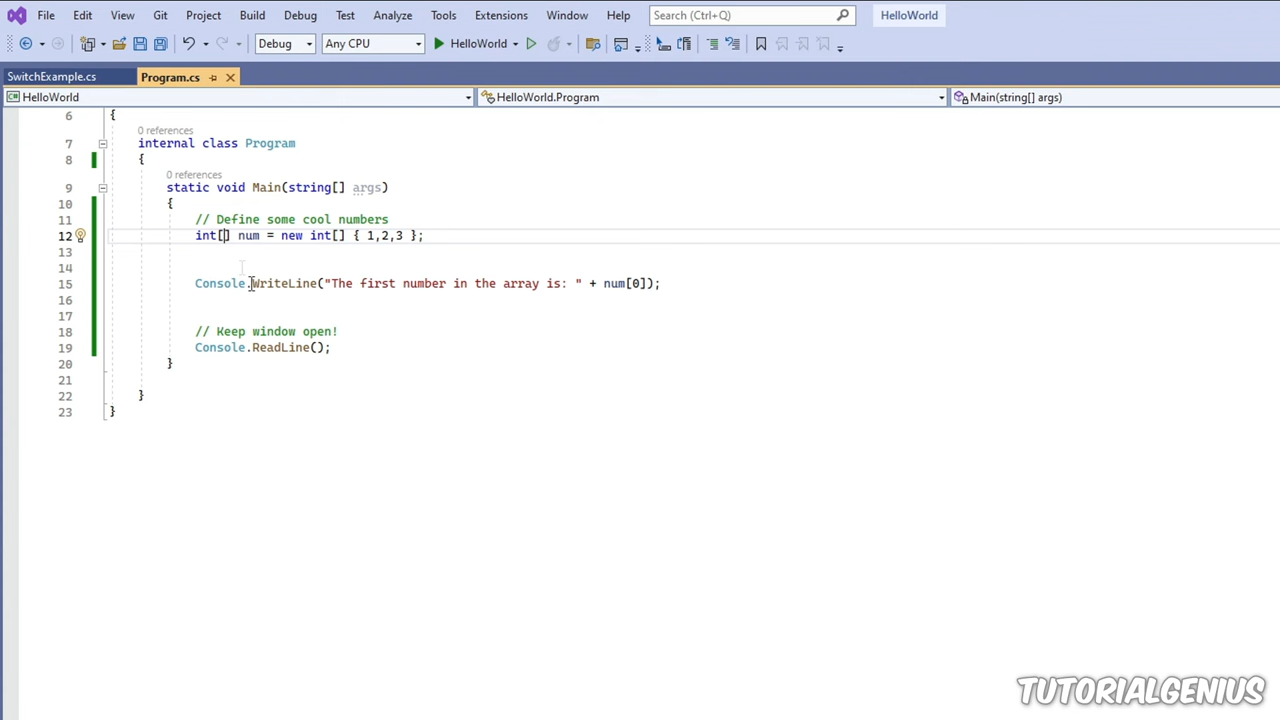 File Edit View Git Project Build Debug Test Analyze Tools Extensions Window Help Search (Ctrl+Q) HelloWorld
Debug Any CPU HelloWorld
SwitchExample.cs Program.cs
HelloWorld HelloWorld.Program Main(string[] args)
6 {
0 references
7 internal class Program
8 {
0 references
9 static void Main(string[] args)
10 {
11 // Define some cool numbers
12 int[] num = new int[] { 1,2,3 };
13
14
15 Console.WriteLine("The first number in the array is: " + num[0]);
16
17
18 // Keep window open!
19 Console.ReadLine();
20 }
21
22 }
23 }
TUTORIALGENIUS